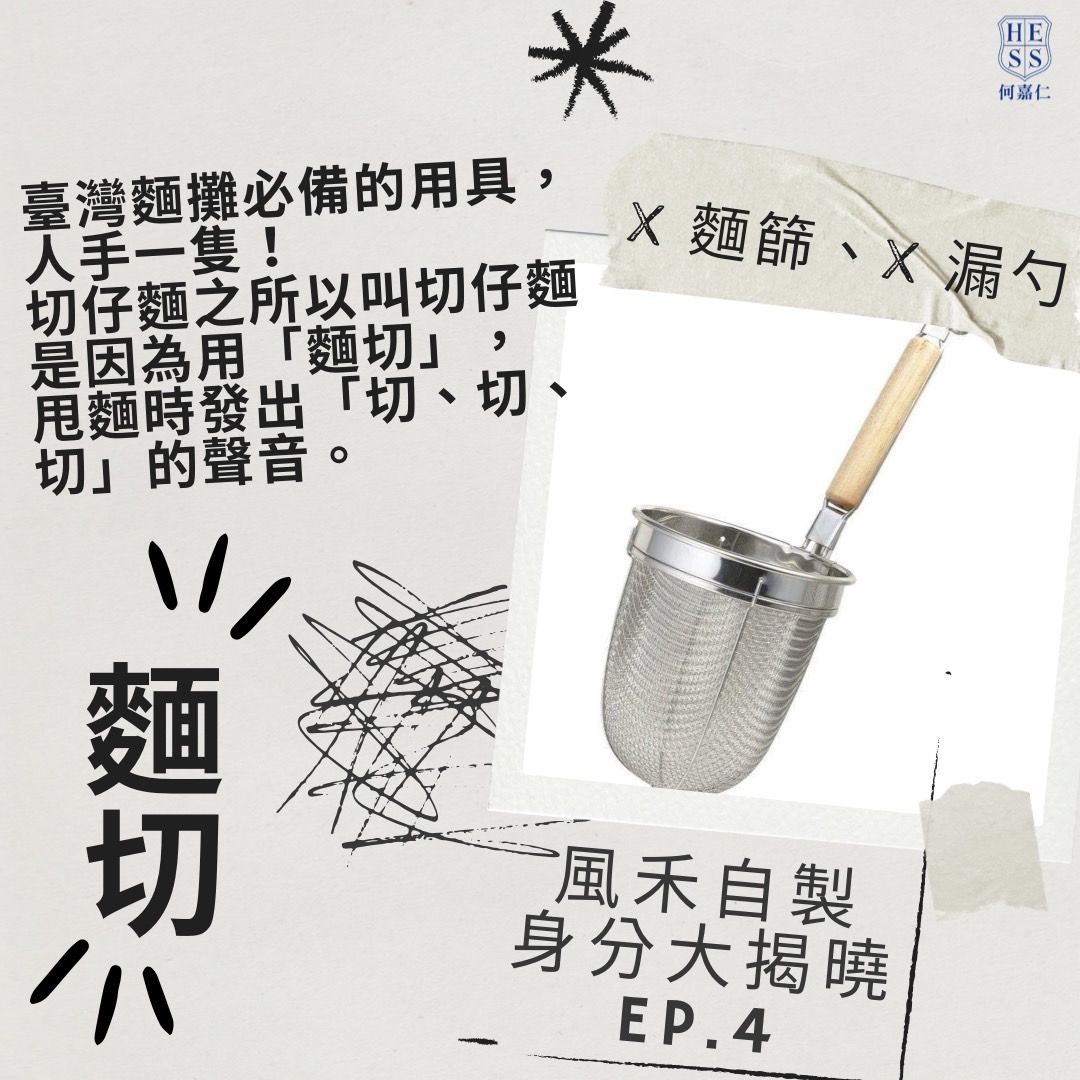 HE
SS
何嘉仁
臺灣麵攤必備的用具，
人手一隻！
切仔麵之所以叫切仔麵
是因為用「麵切」，
甩麵時發出「切、切、
切」的聲音。
X 麵篩、X 漏勺
麵切
風禾自製
身分大揭曉
EP.4